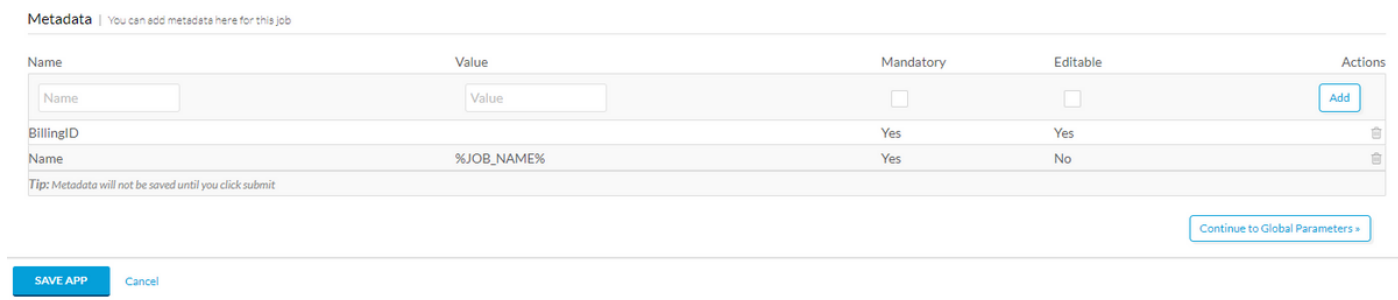 Metadata | You can add metadata here for this job
Name Value Mandatory Editable Actions
Name Value Add
BillingID Yes Yes
Name %JOB_NAME% Yes No
Tip: Metadata will not be saved until you click submit
Continue to Global Parameters »
SAVE APP Cancel